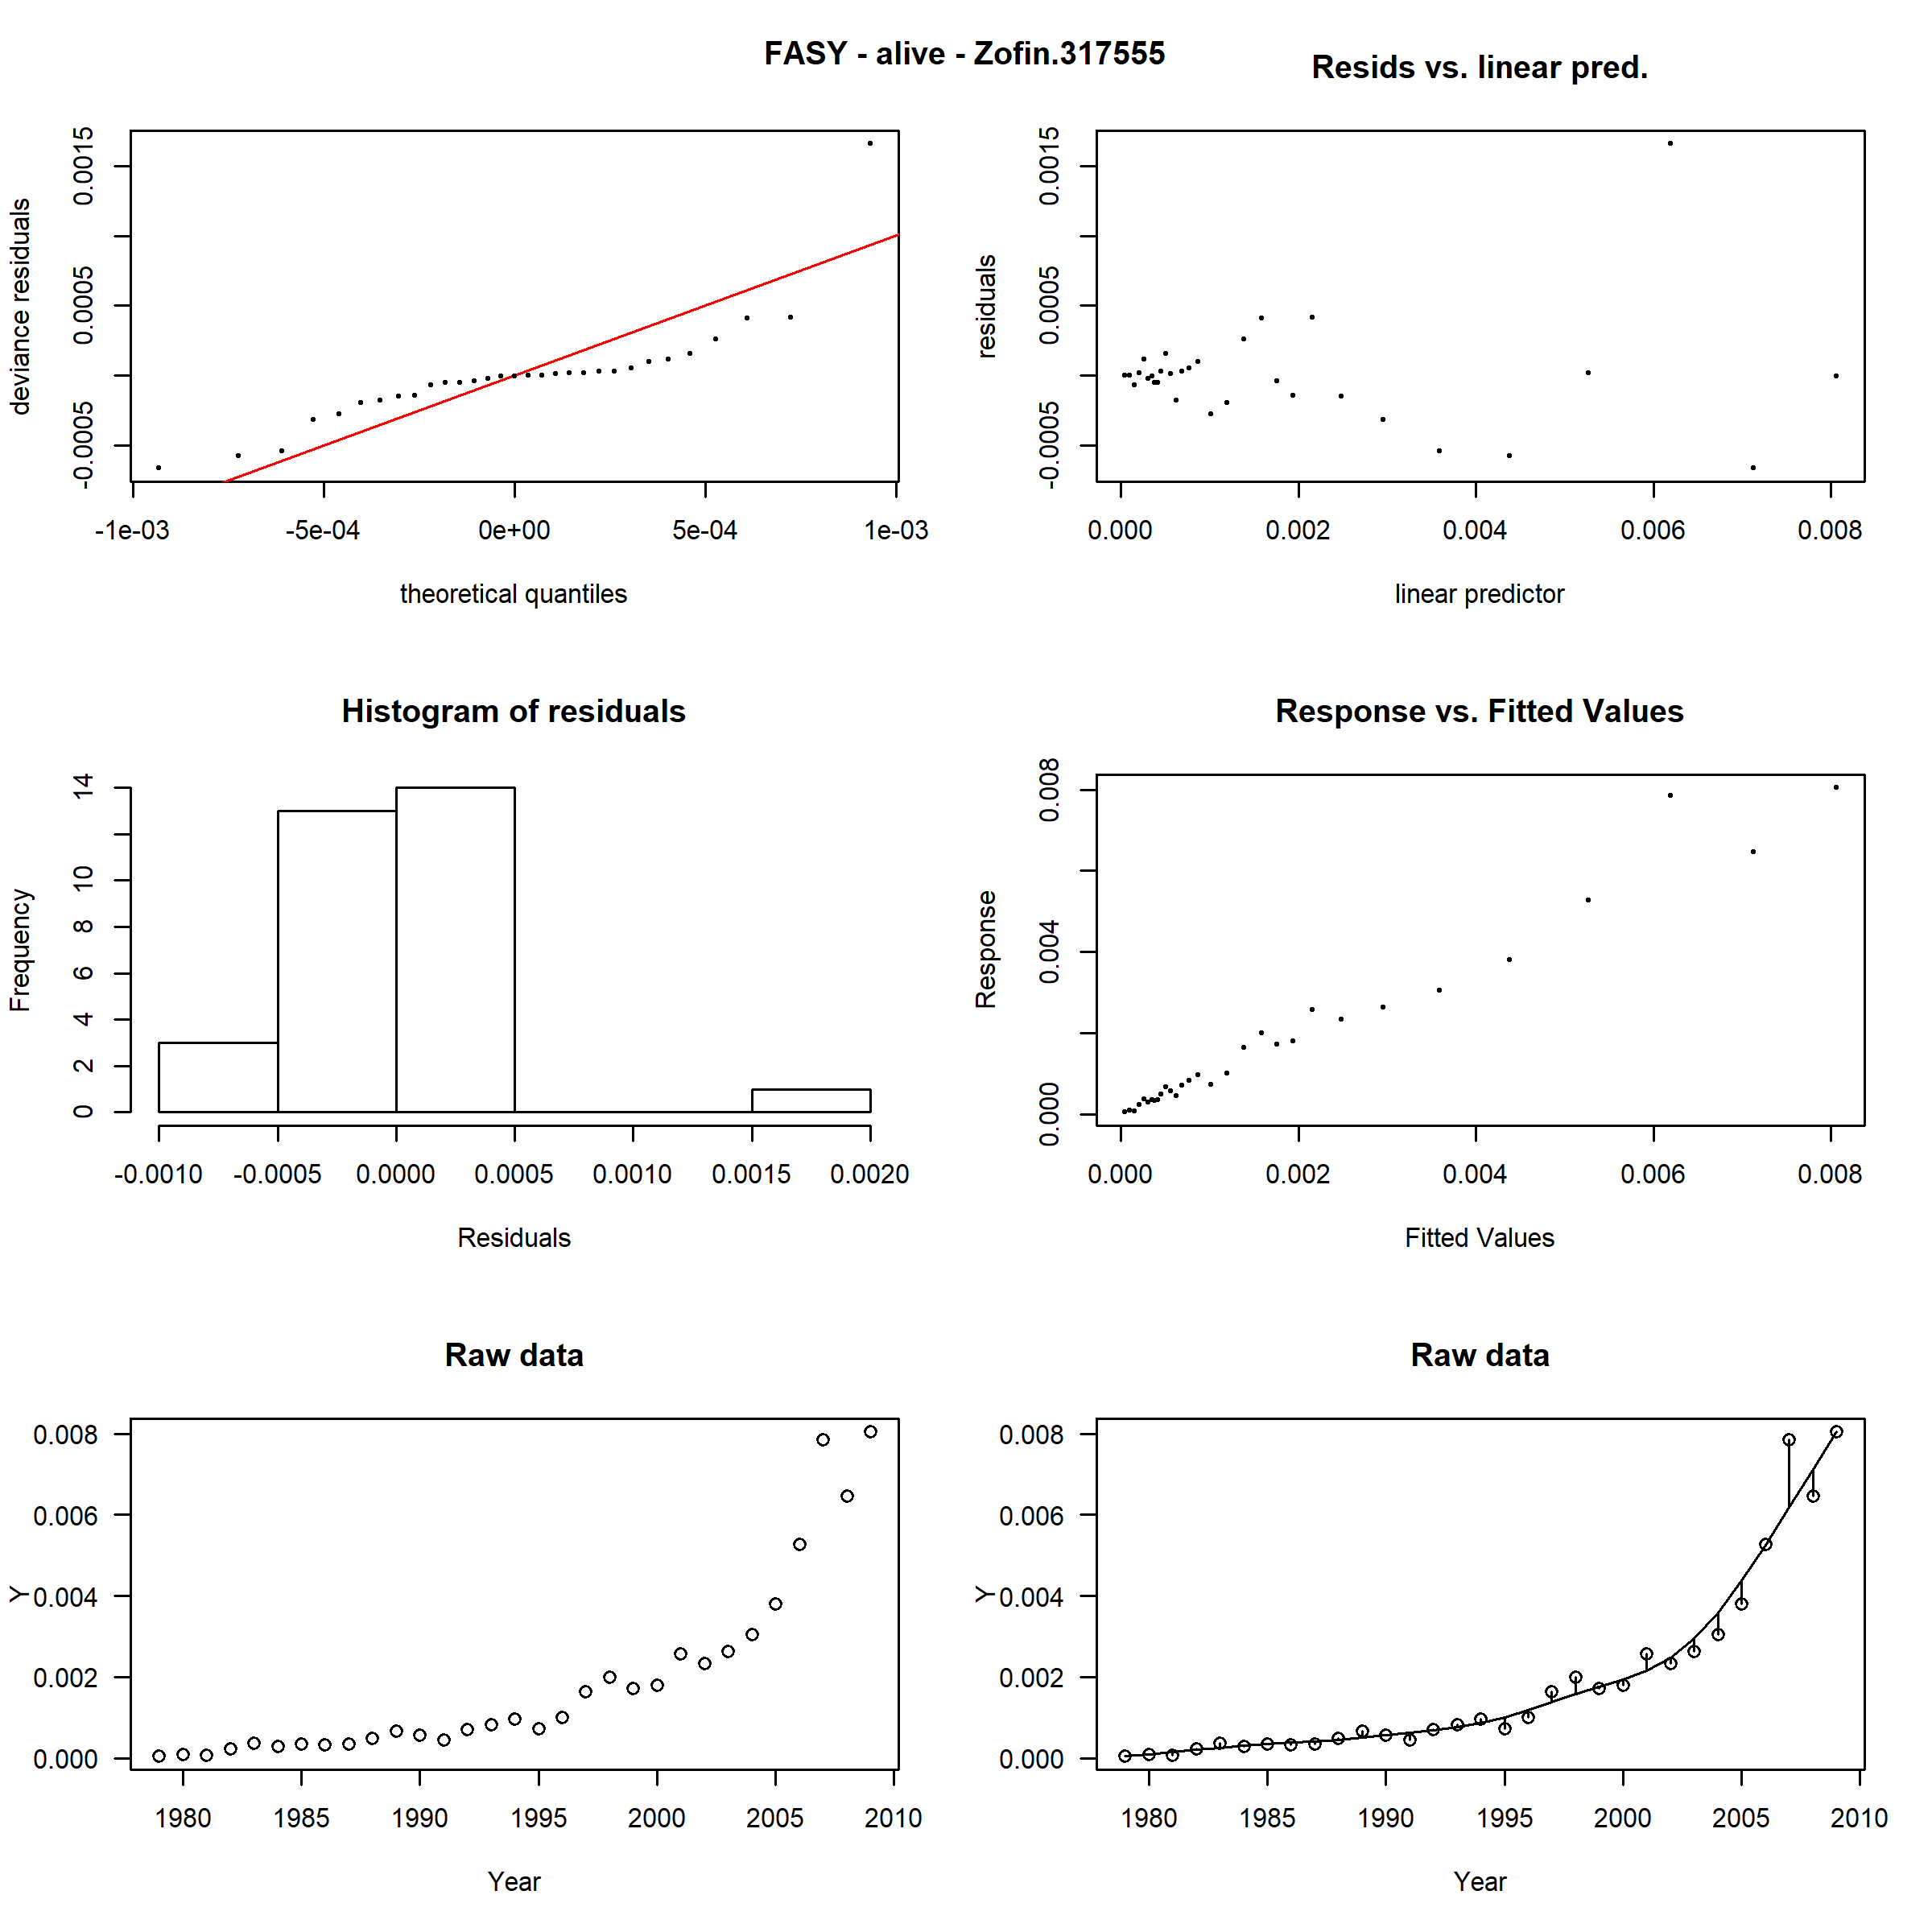 FASY - alive - Zofin.317555
Resids vs. linear pred.
deviance residuals
-0.0005 0.0005 0.0015
-1e-03 -5e-04 0e+00 5e-04 1e-03
theoretical quantiles
residuals
-0.0005 0.0005 0.0015
0.000 0.002 0.004 0.006 0.008
linear predictor
Histogram of residuals
Frequency
0 2 4 6 8 10 14
-0.0010 -0.0005 0.0000 0.0005 0.0010 0.0015 0.0020
Residuals
Response vs. Fitted Values
Response
0.000 0.004 0.008
0.000 0.002 0.004 0.006 0.008
Fitted Values
Raw data
Y
0.008
0.006
0.004
0.002
0.000
1980 1985 1990 1995 2000 2005 2010
Year
Raw data
Y
0.008
0.006
0.004
0.002
0.000
1980 1985 1990 1995 2000 2005 2010
Year